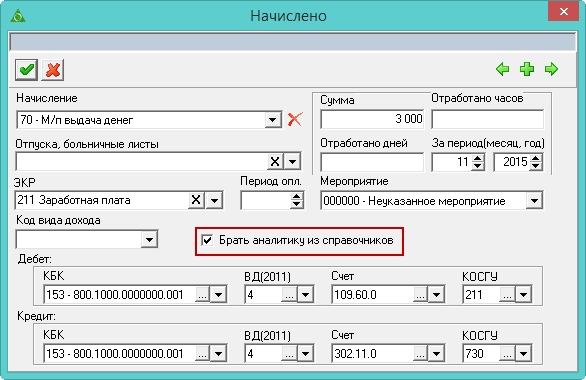 Начислено
Начисление
Сумма
Отработано часов
70 - М/п выдача денег
3 000
Отпуска, больничные листы
Отработано дней
За период(месяц, год)
11
2015
ЭКР
Период опл.
Мероприятие
211 Заработная плата
000000 - Неуказанное мероприятие
Код вида дохода
Брать аналитику из справочников
Дебет:
КБК
ВД(2011)
Счет
КОСГУ
153 - 800.1000.0000000.001
...
4
...
109.60.0
...
211
...
Кредит:
КБК
ВД(2011)
Счет
КОСГУ
153 - 800.1000.0000000.001
...
4
...
302.11.0
...
730
...